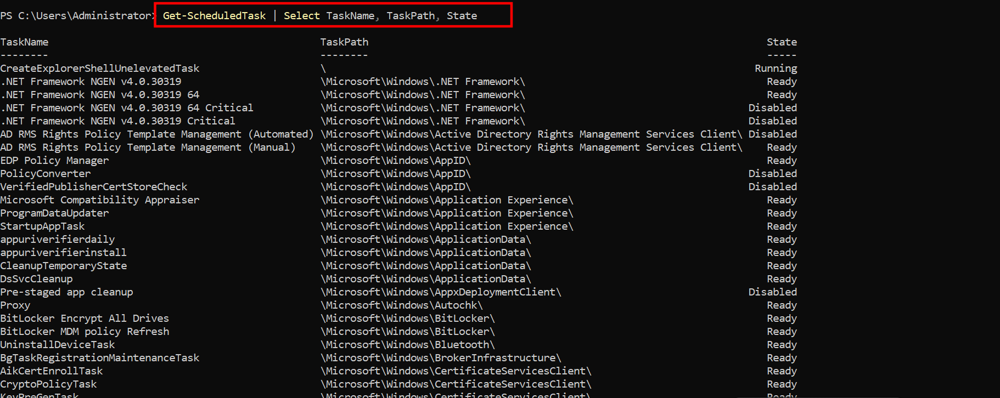 PS C:\Users\Administrator> Get-ScheduledTask | Select TaskName, TaskPath, State
TaskName TaskPath State
-------- -------- -----
CreateExplorerShellUnelevatedTask \ Running
.NET Framework NGEN v4.0.30319 \Microsoft\Windows\.NET Framework\ Ready
.NET Framework NGEN v4.0.30319 64 \Microsoft\Windows\.NET Framework\ Ready
.NET Framework NGEN v4.0.30319 64 Critical \Microsoft\Windows\.NET Framework\ Disabled
.NET Framework NGEN v4.0.30319 Critical \Microsoft\Windows\.NET Framework\ Disabled
AD RMS Rights Policy Template Management (Automated) \Microsoft\Windows\Active Directory Rights Management Services Client\ Disabled
AD RMS Rights Policy Template Management (Manual) \Microsoft\Windows\Active Directory Rights Management Services Client\ Ready
EDP Policy Manager \Microsoft\Windows\AppID\ Ready
PolicyConverter \Microsoft\Windows\AppID\ Disabled
VerifiedPublisherCertStoreCheck \Microsoft\Windows\AppID\ Disabled
Microsoft Compatibility Appraiser \Microsoft\Windows\Application Experience\ Ready
ProgramDataUpdater \Microsoft\Windows\Application Experience\ Ready
StartupAppTask \Microsoft\Windows\Application Experience\ Ready
appuriverifierdaily \Microsoft\Windows\ApplicationData\ Ready
appuriverifierinstall \Microsoft\Windows\ApplicationData\ Ready
CleanupTemporaryState \Microsoft\Windows\ApplicationData\ Ready
DsSvcCleanup \Microsoft\Windows\ApplicationData\ Ready
Pre-staged app cleanup \Microsoft\Windows\AppxDeploymentClient\ Disabled
Proxy \Microsoft\Windows\Autochk\ Ready
BitLocker Encrypt All Drives \Microsoft\Windows\BitLocker\ Ready
BitLocker MDM policy Refresh \Microsoft\Windows\BitLocker\ Ready
UninstallDeviceTask \Microsoft\Windows\Bluetooth\ Ready
BgTaskRegistrationMaintenanceTask \Microsoft\Windows\BrokerInfrastructure\ Ready
AikCertEnrollTask \Microsoft\Windows\CertificateServicesClient\ Ready
CryptoPolicyTask \Microsoft\Windows\CertificateServicesClient\ Ready
KeyPreGenTask \Microsoft\Windows\CertificateServicesClient\ Ready